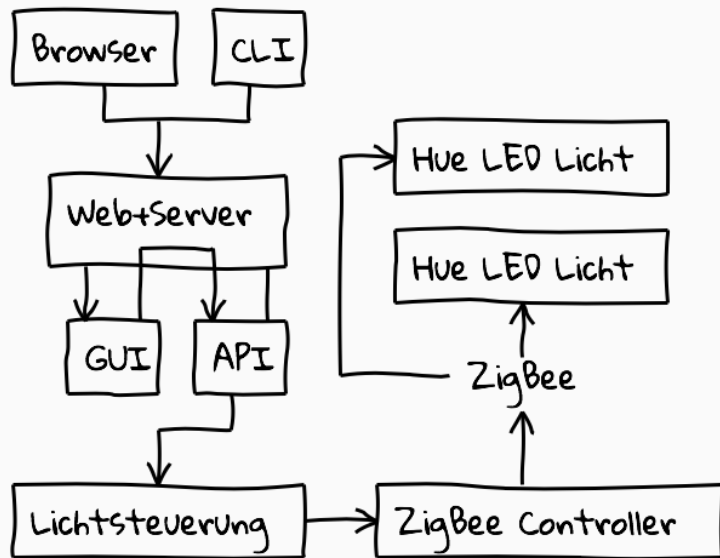 Browser
CLI
Web+Server
GUI
API
Lichtsteuerung
Hue LED Licht
Hue LED Licht
ZigBee
ZigBee Controller